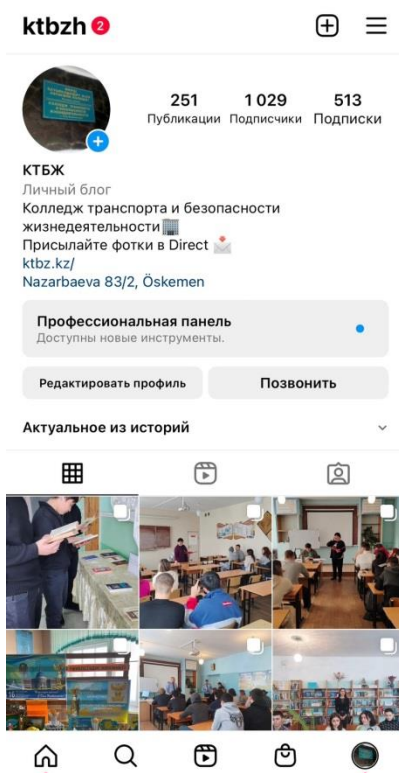 ktbzh 2
251 1 029 513
Публикации Подписчики Подписки
КТБЖ
Личный блог
Колледж транспорта и безопасности
жизнедеятельности
Присылайте фотки в Direct
ktbz.kz/
Nazarbaeva 83/2, Öskemen
Профессиональная панель
Доступны новые инструменты.
Редактировать профиль Позвонить
Актуальное из историй